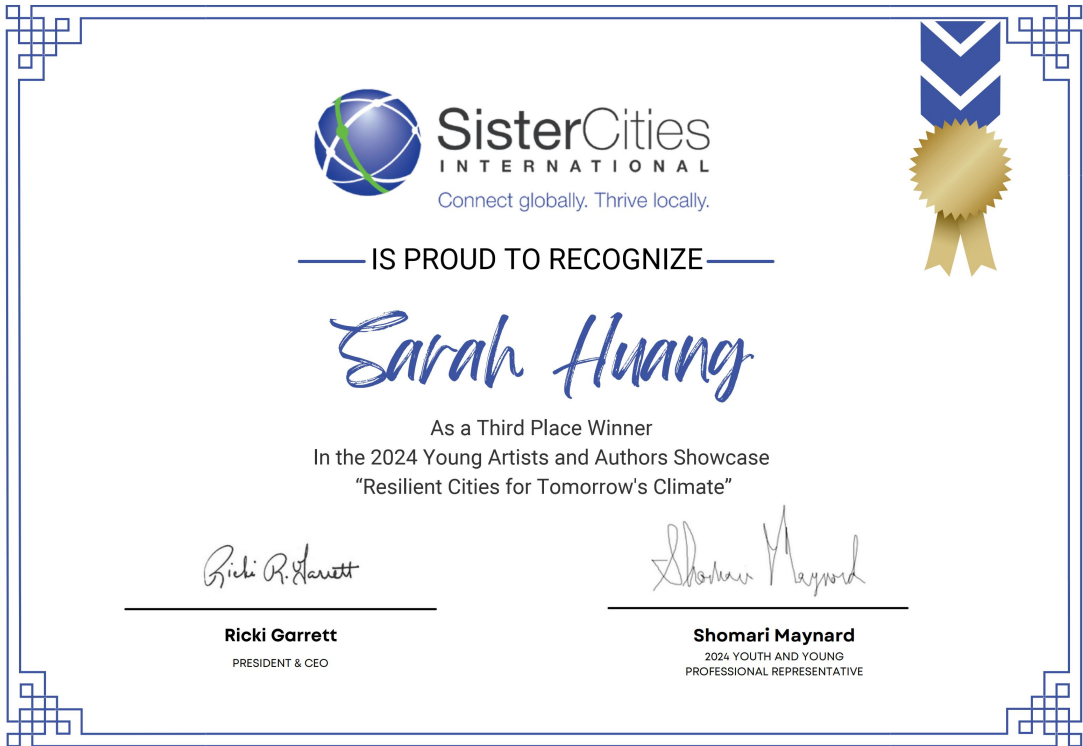 SisterCities
INTERNATIONAL
Connect globally. Thrive locally.
IS PROUD TO RECOGNIZE
Sarah Huang
As a Third Place Winner
In the 2024 Young Artists and Authors Showcase
“Resilient Cities for Tomorrow's Climate”
Ricki R. Garrett
Shomari Maynard
Ricki Garrett
Shomari Maynard
PRESIDENT & CEO
2024 YOUTH AND YOUNG
PROFESSIONAL REPRESENTATIVE